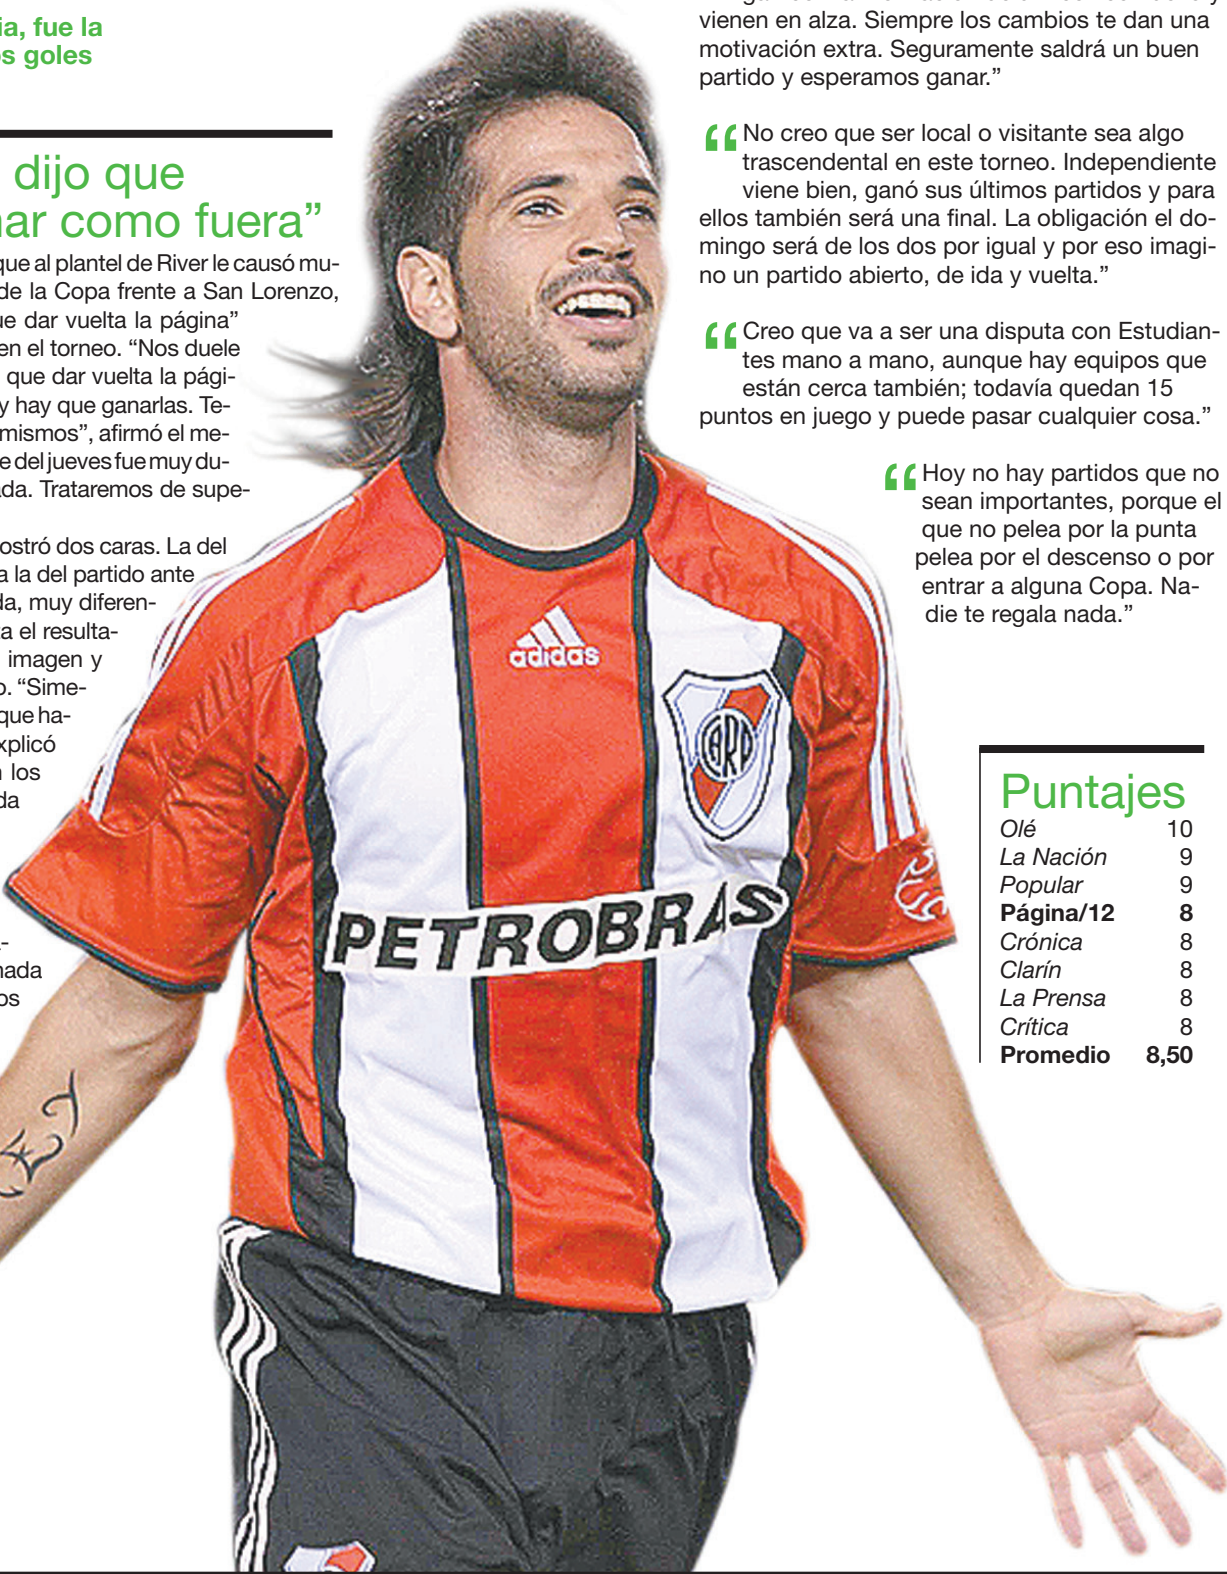 ia, fue la
s goles
dijo que
ar como fuera”
que al plantel de River le causó mu-
de la Copa frente a San Lorenzo,
ue dar vuelta la página”
en el torneo. “Nos duele
que dar vuelta la pági-
y hay que ganarlas. Te-
mismos”, afirmó el me-
e del jueves fue muy du-
ada. Trataremos de supe-
ostró dos caras. La del
a la del partido ante
da, muy diferen-
a el resulta-
imagen y
o. “Sime-
que ha-
xplicó
n los
da
nada
os
vienen en alza. Siempre los cambios te dan una
motivación extra. Seguramente saldrá un buen
partido y esperamos ganar.”
“No creo que ser local o visitante sea algo
trascendental en este torneo. Independiente
viene bien, ganó sus últimos partidos y para
ellos también será una final. La obligación el do-
mingo será de los dos por igual y por eso imagi-
no un partido abierto, de ida y vuelta.”
“Creo que va a ser una disputa con Estudian-
tes mano a mano, aunque hay equipos que
están cerca también; todavía quedan 15
puntos en juego y puede pasar cualquier cosa.”
“Hoy no hay partidos que no
sean importantes, porque el
que no pelea por la punta
pelea por el descenso o por
entrar a alguna Copa. Na-
die te regala nada.”
adidas
CARP
PETROBRAS
Puntajes
Olé 10
La Nación 9
Popular 9
Página/12 8
Crónica 8
Clarín 8
La Prensa 8
Crítica 8
Promedio 8,50